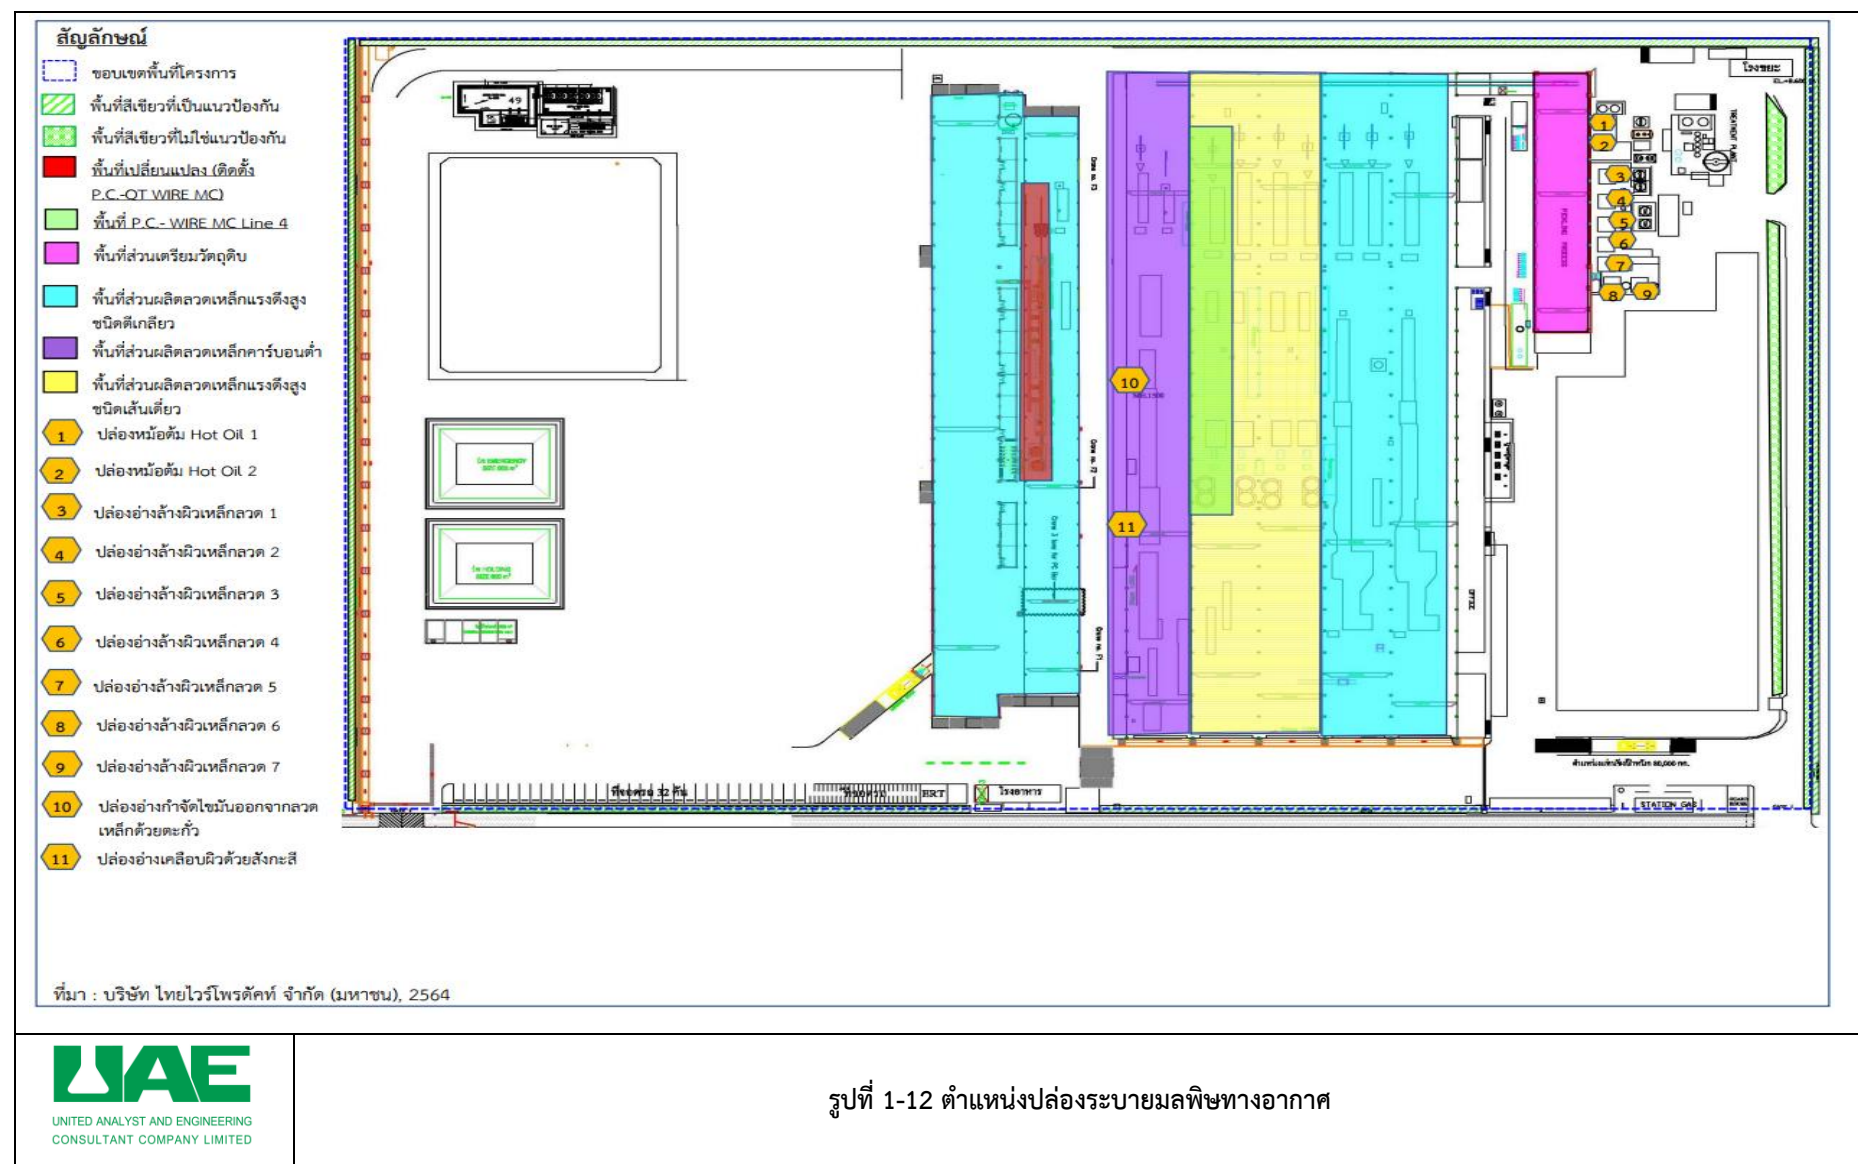 สัญลักษณ์
ขอบเขตพื้นที่โครงการ
พื้นที่สีเขียวที่เป็นแนวป้องกัน
พื้นที่สีเขียวที่ไม่ใช่แนวป้องกัน
พื้นที่เปลี่ยนแปลง (ติดตั้ง
P.C.-QT WIRE MC)
พื้นที่ P.C.- WIRE MC Line 4
พื้นที่ส่วนเตรียมวัตถุดิบ
พื้นที่ส่วนผลิตลวดเหล็กแรงดึงสูง
ชนิดตีเกลียว
พื้นที่ส่วนผลิตลวดเหล็กคาร์บอนต่ำ
พื้นที่ส่วนผลิตลวดเหล็กแรงดึงสูง
ชนิดเส้นเดี่ยว
1 ปล่องหม้อต้ม Hot Oil 1
2 ปล่องหม้อต้ม Hot Oil 2
3 ปล่องอ่างล้างผิวเหล็กลวด 1
4 ปล่องอ่างล้างผิวเหล็กลวด 2
5 ปล่องอ่างล้างผิวเหล็กลวด 3
6 ปล่องอ่างล้างผิวเหล็กลวด 4
7 ปล่องอ่างล้างผิวเหล็กลวด 5
8 ปล่องอ่างล้างผิวเหล็กลวด 6
9 ปล่องอ่างล้างผิวเหล็กลวด 7
10 ปล่องอ่างกำจัดไขมันออกจากลวด
เหล็กด้วยตะกั่ว
11 ปล่องอ่างเคลือบผิวด้วยสังกะสี
49
โรงขยะ
TREATMENT PLANT
1
2
3
4
5
6
7
8 9
10
11
Crane no. F3
Crane no. F2
Crane no. F1
OFFICE
ที่จอดรถ 32 คัน
ERT
โรงอาหาร
STATION GAS
ที่มา : บริษัท ไทยไวร์โพรดัคท์ จำกัด (มหาชน), 2564
UAE
UNITED ANALYST AND ENGINEERING
CONSULTANT COMPANY LIMITED
รูปที่ 1-12 ตำแหน่งปล่องระบายมลพิษทางอากาศ